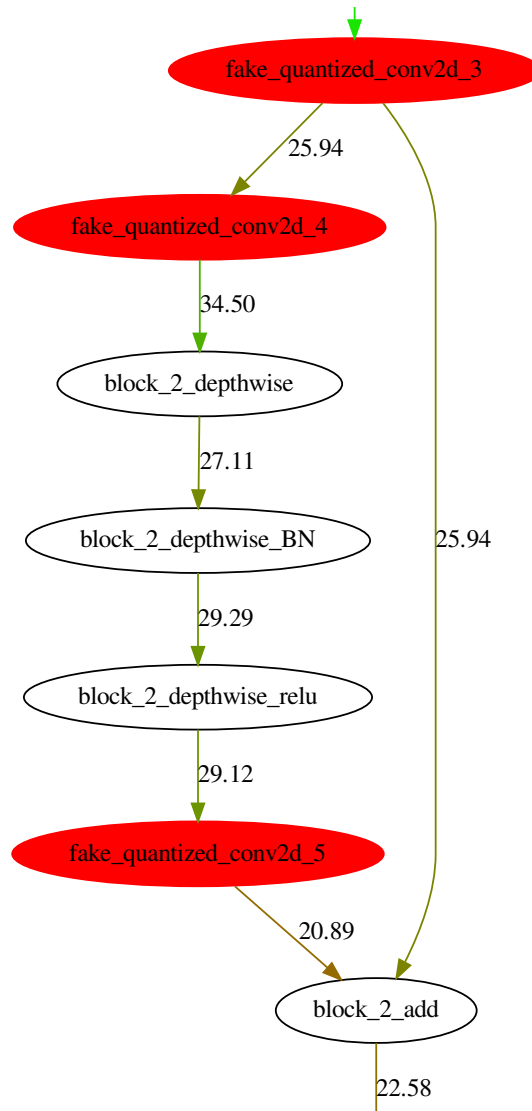 fake_quantized_conv2d_3
25.94
fake_quantized_conv2d_4
34.50
block_2_depthwise
27.11
block_2_depthwise_BN
25.94
29.29
block_2_depthwise_relu
29.12
fake_quantized_conv2d_5
20.89
block_2_add
22.58